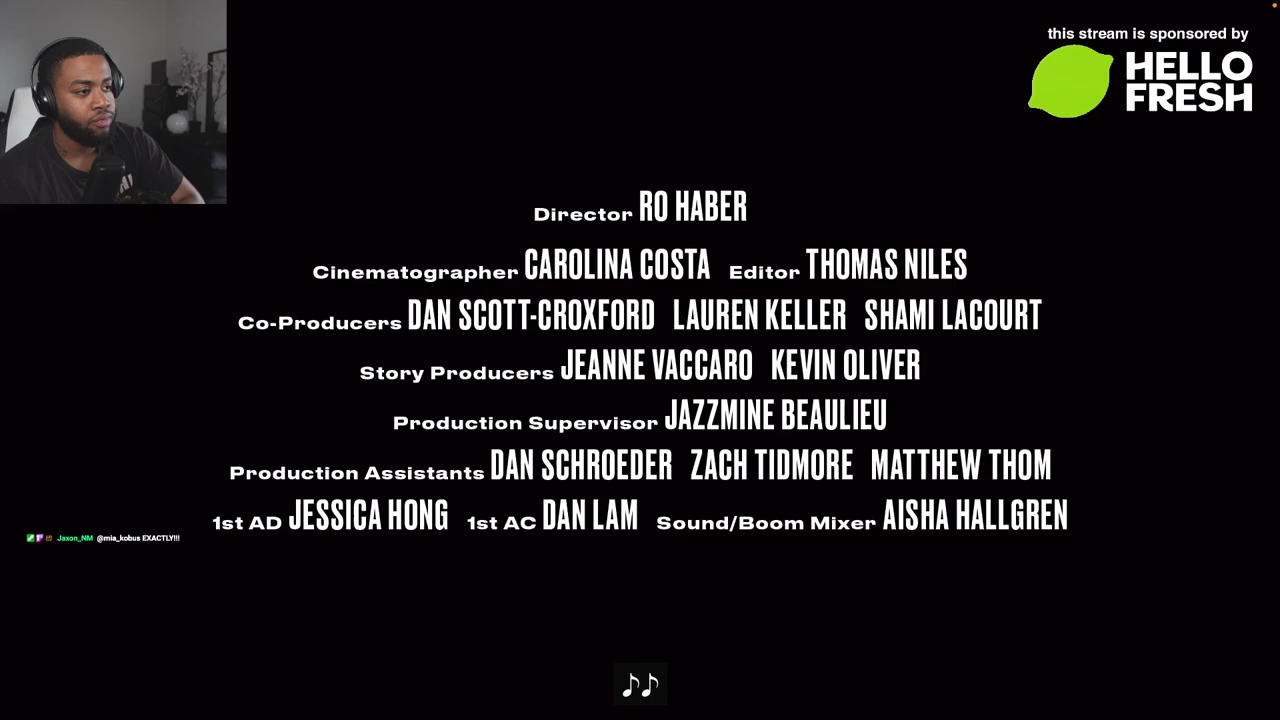 this stream is sponsored by
HELLO
FRESH
Director RO HABER
Cinematographer CAROLINA COSTA Editor THOMAS NILES
Co-Producers DAN SCOTT-CROXFORD LAUREN KELLER SHAMI LACOURT
Story Producers JEANNE VACCARO KEVIN OLIVER
Production Supervisor JAZZMINE BEAULIEU
Production Assistants DAN SCHROEDER ZACH TIDMORE MATTHEW THOM
1st AD JESSICA HONG 1st AC DAN LAM Sound/Boom Mixer AISHA HALLGREN
Jaxon_NM @mia_kobus EXACTLY!!!
♪♪